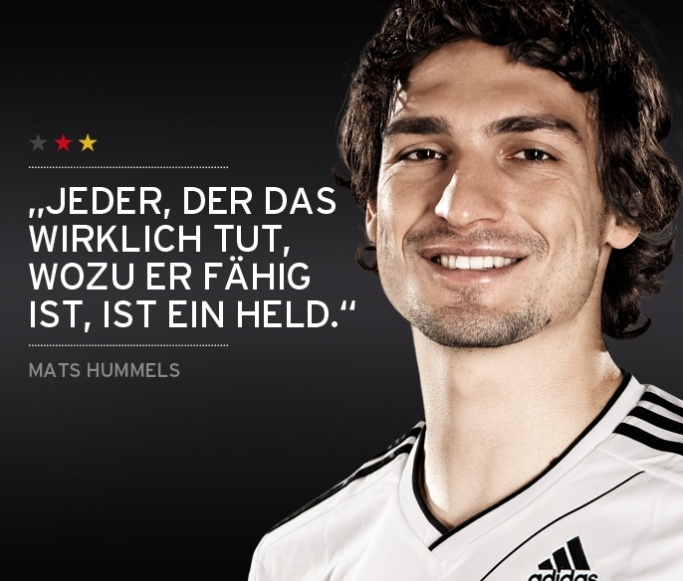 „JEDER, DER DAS
WIRKLICH TUT,
WOZU ER FÄHIG
IST, IST EIN HELD.“
MATS HUMMELS
adidas